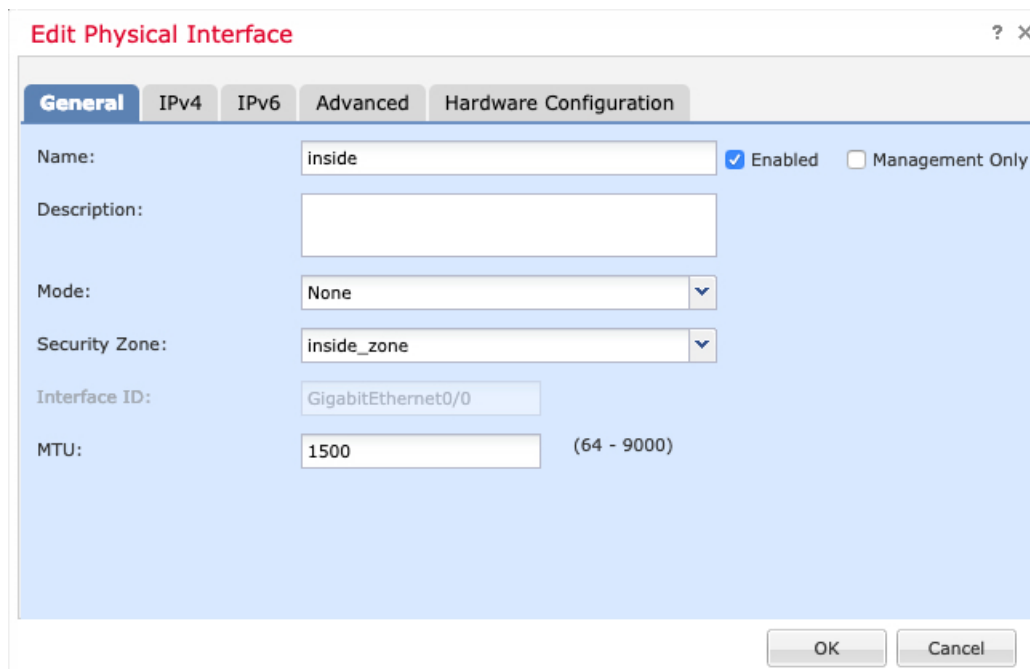 Edit Physical Interface ? ×
General IPv4 IPv6 Advanced Hardware Configuration
Name: inside Enabled Management Only
Description:
Mode: None
Security Zone: inside_zone
Interface ID: GigabitEthernet0/0
MTU: 1500 (64 - 9000)
OK Cancel